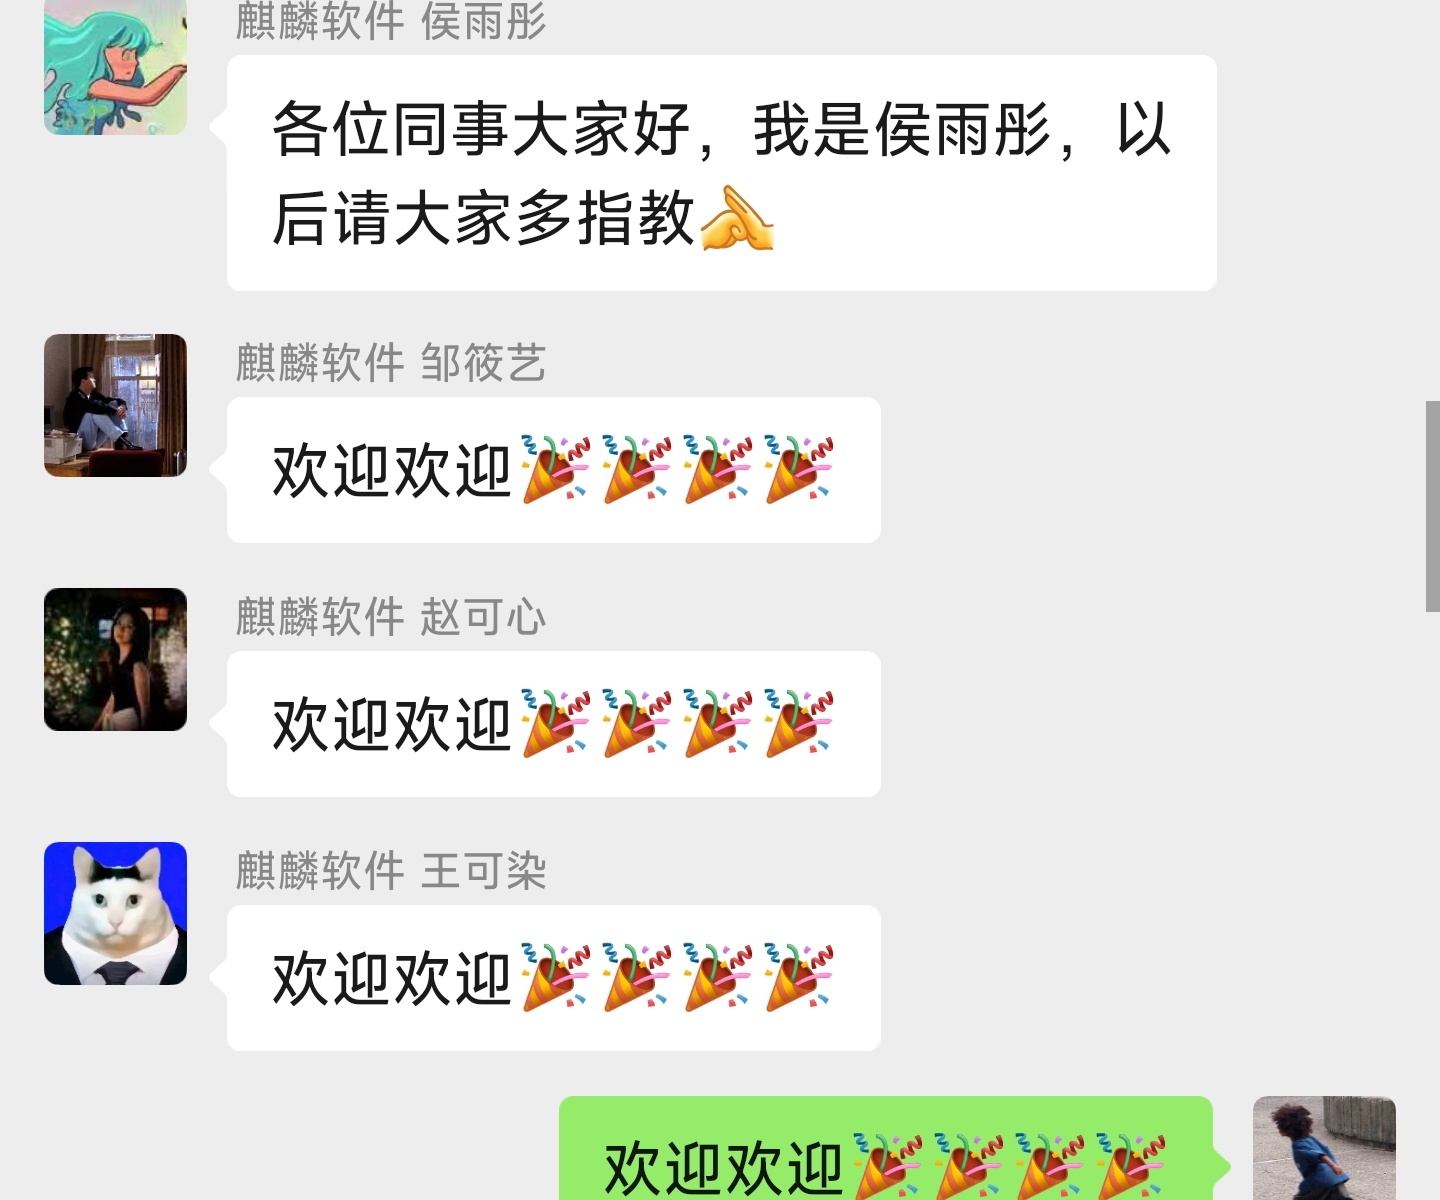 麒麟软件 侯雨彤
各位同事大家好，我是侯雨彤，以
后请大家多指教
麒麟软件 邹筱艺
欢迎欢迎🎉🎉🎉🎉
麒麟软件 赵可心
欢迎欢迎🎉🎉🎉🎉
麒麟软件 王可染
欢迎欢迎🎉🎉🎉🎉
欢迎欢迎🎉🎉🎉🎉